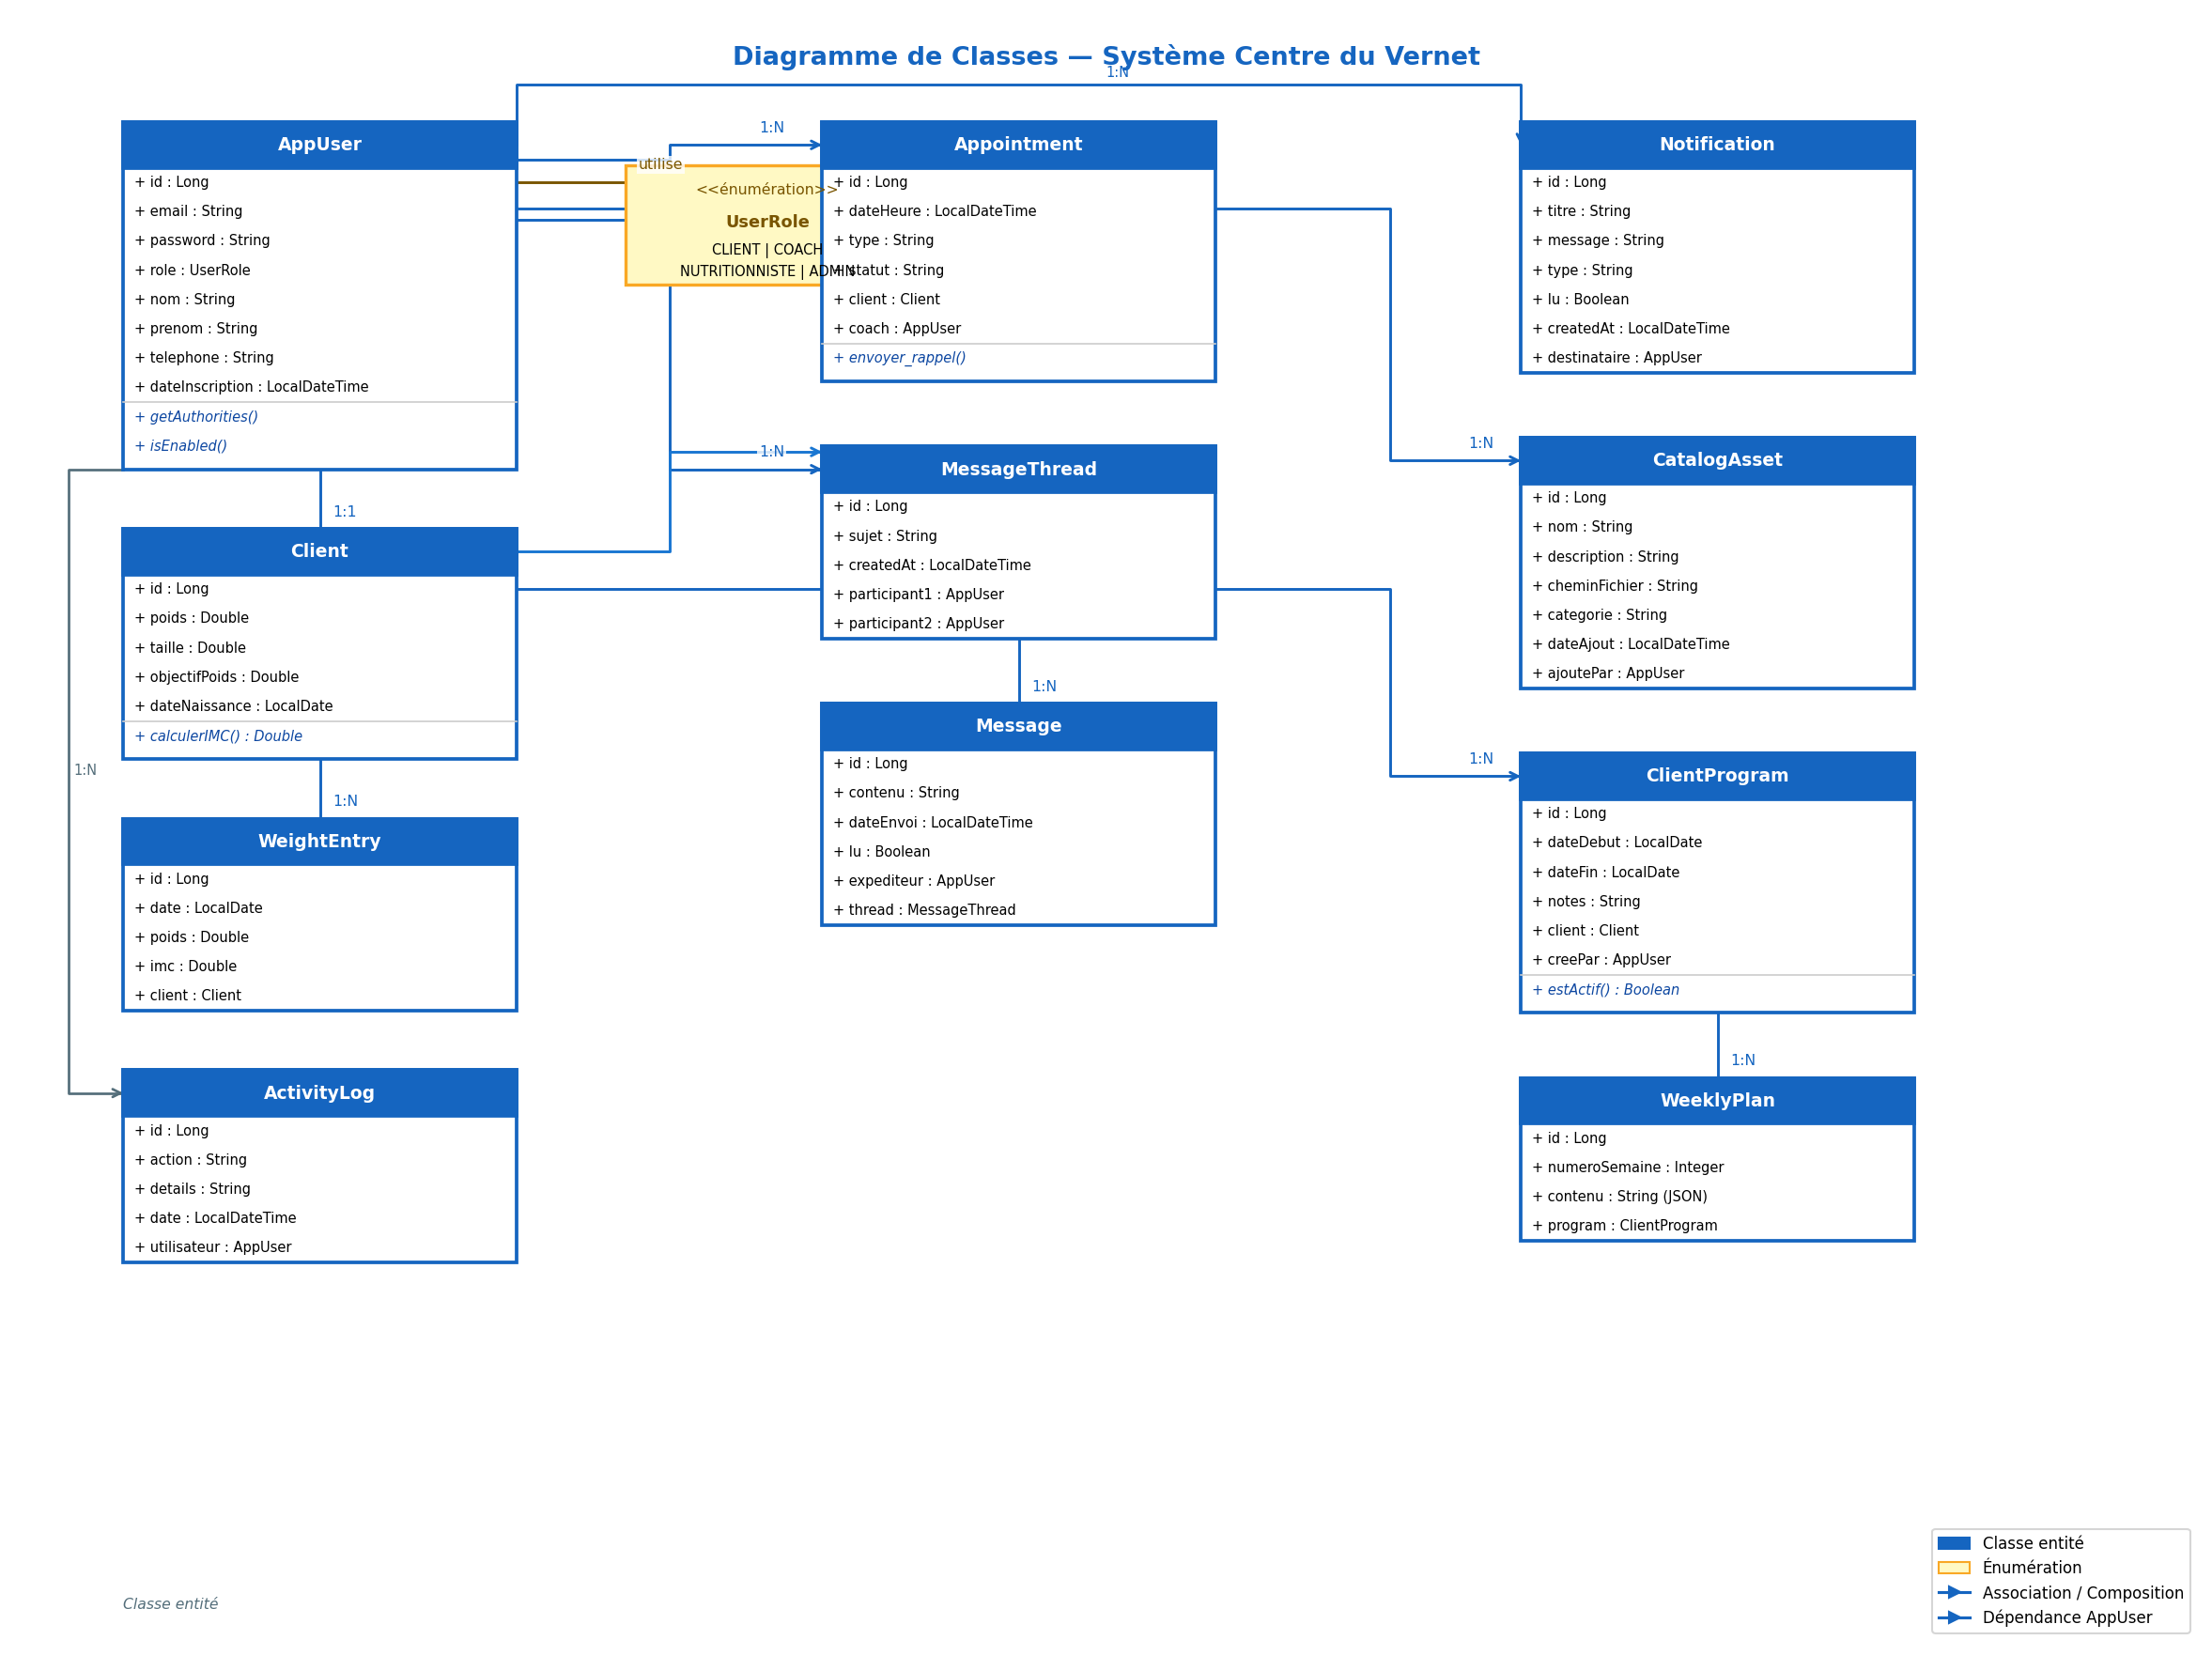 Diagramme de Classes — Système Centre du Vernet
1:N
AppUser
+ id : Long
+ email : String
+ password : String
+ role : UserRole
+ nom : String
+ prenom : String
+ telephone : String
+ dateInscription : LocalDateTime
+ getAuthorities()
+ isEnabled()
utilise
<<énumération>>
UserRole
CLIENT | COACH
NUTRITIONNISTE | ADMIN
1:N
Appointment
+ id : Long
+ dateHeure : LocalDateTime
+ type : String
+ statut : String
+ client : Client
+ coach : AppUser
+ envoyer_rappel()
Notification
+ id : Long
+ titre : String
+ message : String
+ type : String
+ lu : Boolean
+ createdAt : LocalDateTime
+ destinataire : AppUser
1:1
Client
+ id : Long
+ poids : Double
+ taille : Double
+ objectifPoids : Double
+ dateNaissance : LocalDate
+ calculerIMC() : Double
1:N
MessageThread
+ id : Long
+ sujet : String
+ createdAt : LocalDateTime
+ participant1 : AppUser
+ participant2 : AppUser
1:N
CatalogAsset
+ id : Long
+ nom : String
+ description : String
+ cheminFichier : String
+ categorie : String
+ dateAjout : LocalDateTime
+ ajoutePar : AppUser
1:N
1:N
WeightEntry
+ id : Long
+ date : LocalDate
+ poids : Double
+ imc : Double
+ client : Client
1:N
Message
+ id : Long
+ contenu : String
+ dateEnvoi : LocalDateTime
+ lu : Boolean
+ expediteur : AppUser
+ thread : MessageThread
1:N
ClientProgram
+ id : Long
+ dateDebut : LocalDate
+ dateFin : LocalDate
+ notes : String
+ client : Client
+ creePar : AppUser
+ estActif() : Boolean
ActivityLog
+ id : Long
+ action : String
+ details : String
+ date : LocalDateTime
+ utilisateur : AppUser
1:N
WeeklyPlan
+ id : Long
+ numeroSemaine : Integer
+ contenu : String (JSON)
+ program : ClientProgram
Classe entité
Classe entité
Énumération
Association / Composition
Dépendance AppUser